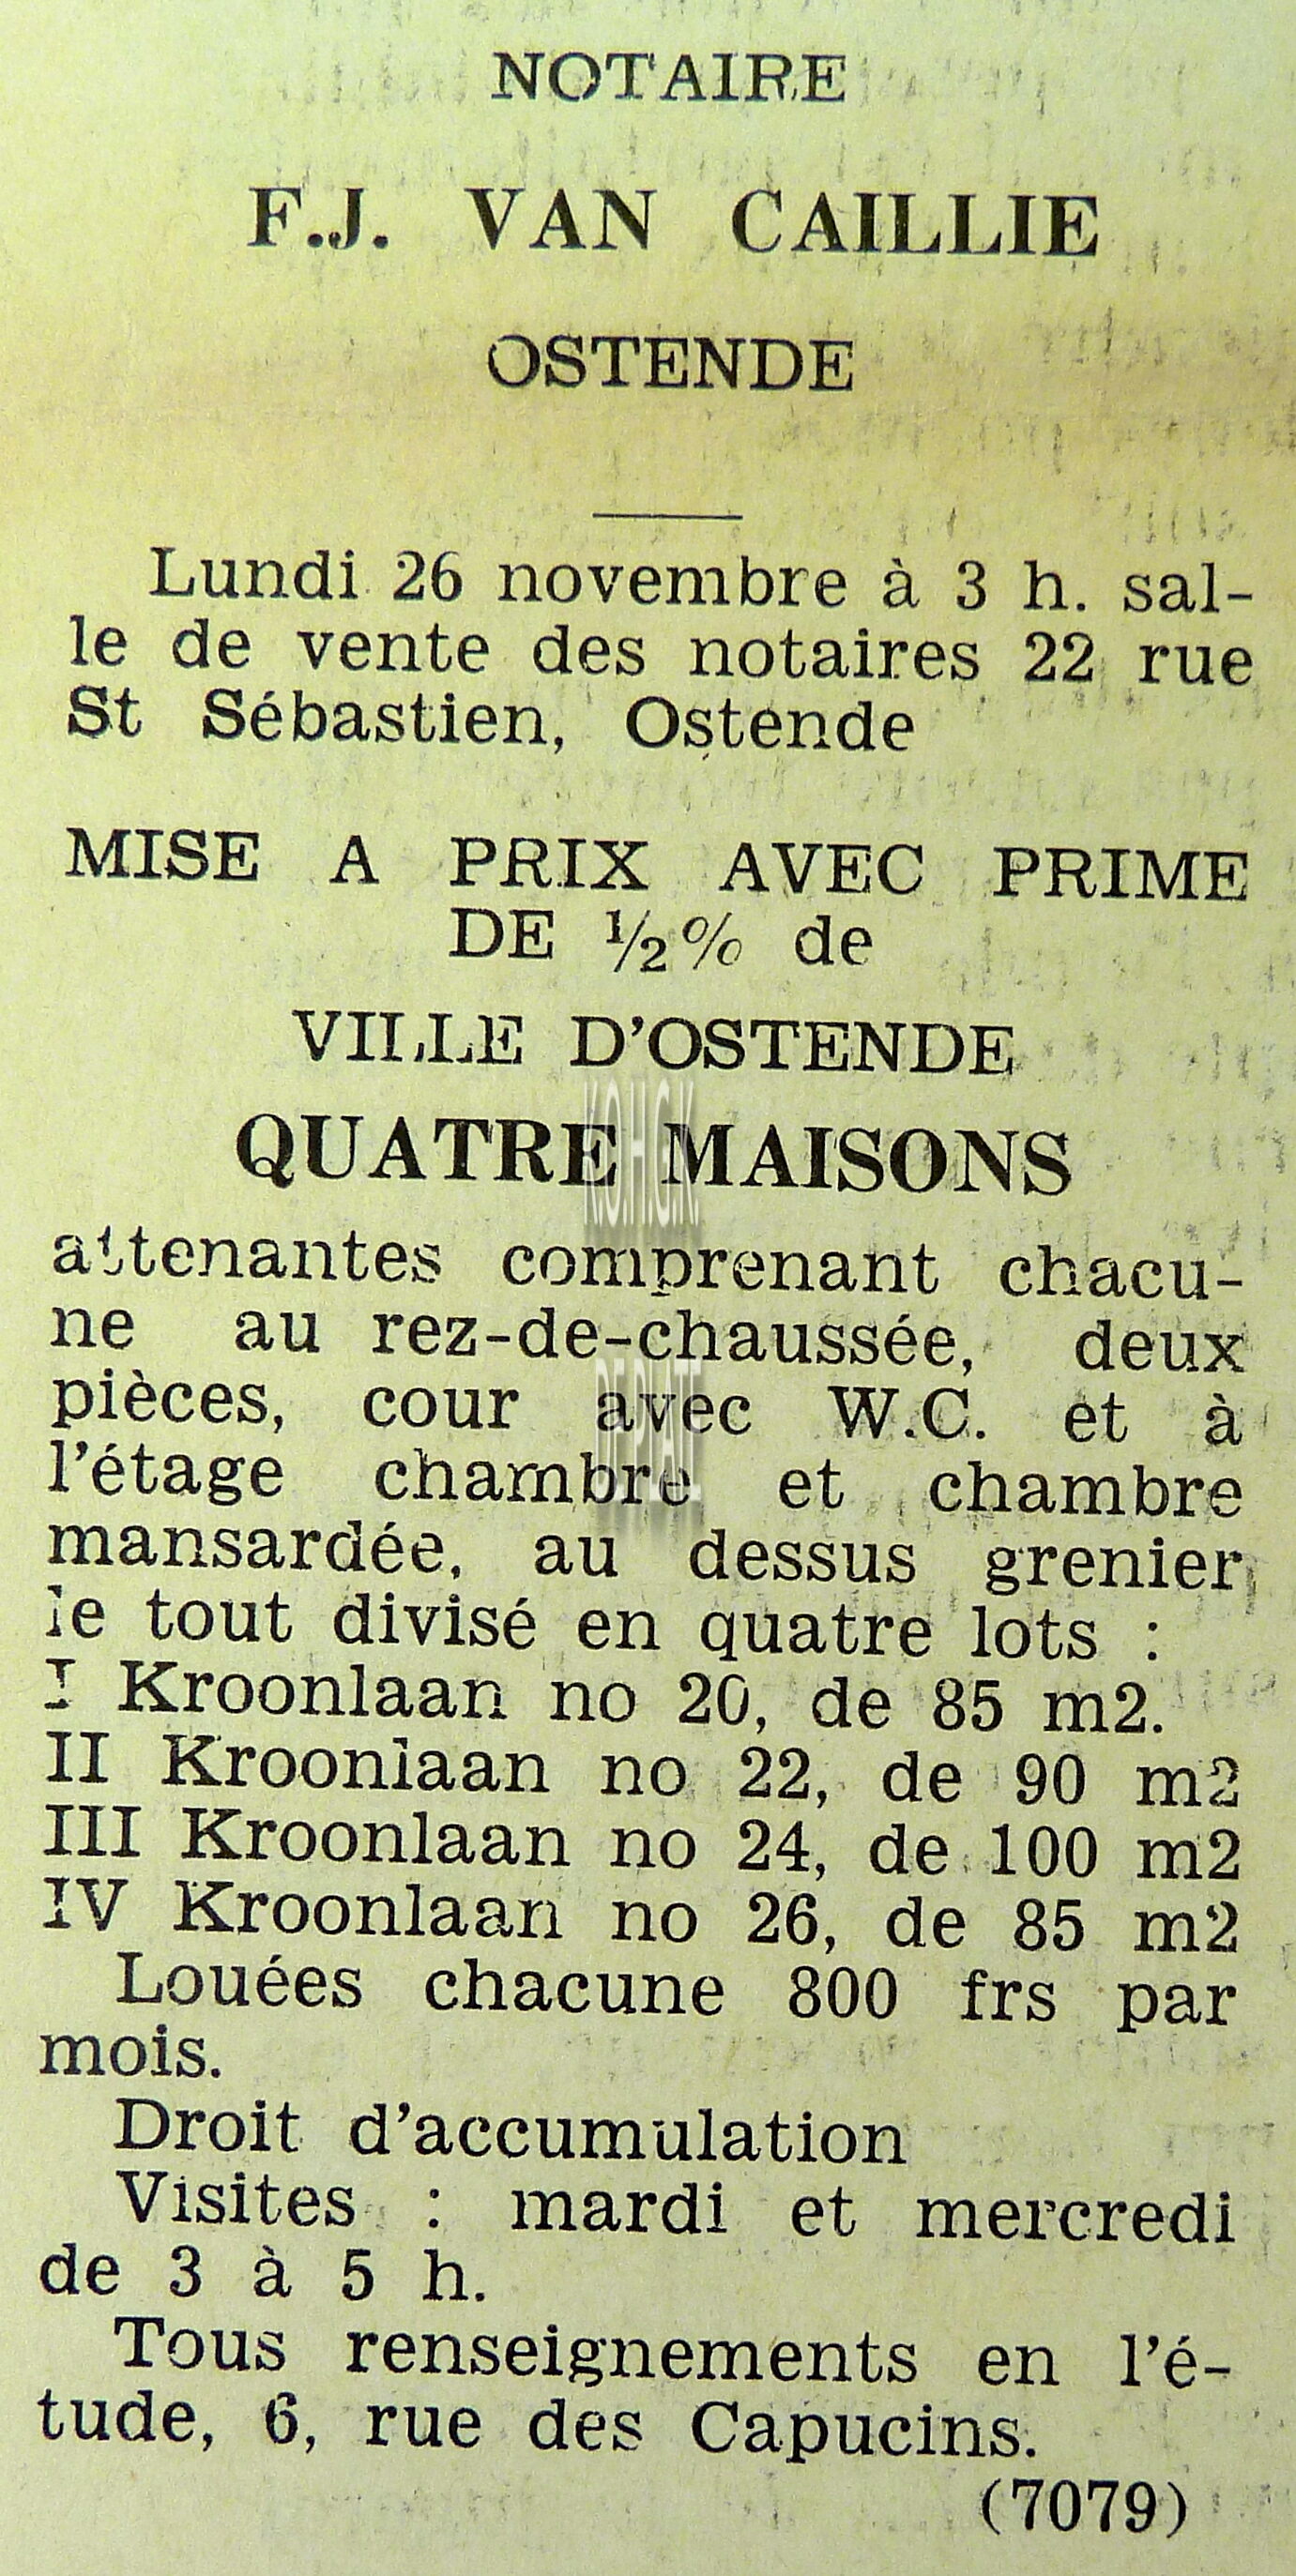 NOTAIRE
F.J. VAN CAILLIE
OSTENDE
Lundi 26 novembre à 3 h. sal-
le de vente des notaires 22 rue
St Sébastien, Ostende
MISE A PRIX AVEC PRIME
DE ½% de
VILLE D'OSTENDE
QUATRE MAISONS
K.O.H.G.K.
attenantes comprenant chacu-
ne au rez-de-chaussée, deux
pièces, cour avec W.C. et à
DE PLATE
l'étage chambre et chambre
mansardée, au dessus grenier
le tout divisé en quatre lots :
I Kroonlaan no 20, de 85 m2.
II Kroonlaan no 22, de 90 m2
III Kroonlaan no 24, de 100 m2
IV Kroonlaan no 26, de 85 m2
Louées chacune 800 frs par
mois.
Droit d'accumulation
Visites : mardi et mercredi
de 3 à 5 h.
Tous renseignements en l'é-
tude, 6, rue des Capucins.
(7079)